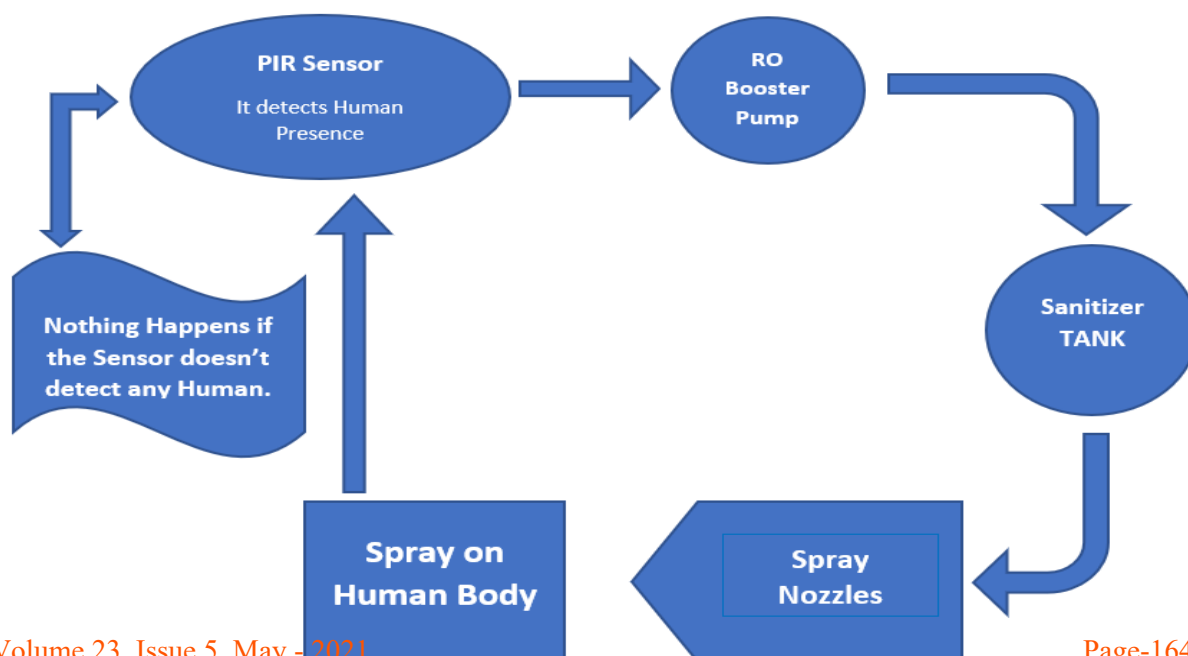 PIR Sensor
It detects Human
Presence
RO
Booster
Pump
Sanitizer
TANK
Nothing Happens if
the Sensor doesn’t
detect any Human.
Spray on
Human Body
Spray
Nozzles
Volume 23, Issue 5, May - 2021
Page-164